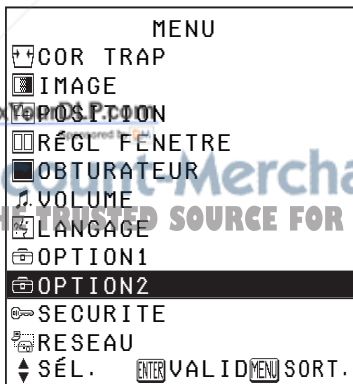 MENU
COR TRAP
IMAGE
POSITION
RÉGL FENETRE
OBTURATEUR
VOLUME
LANGAGE
OPTION1
OPTION2
SECURITE
RESEAU
SÉL. ENTER VALID MENU SORT.